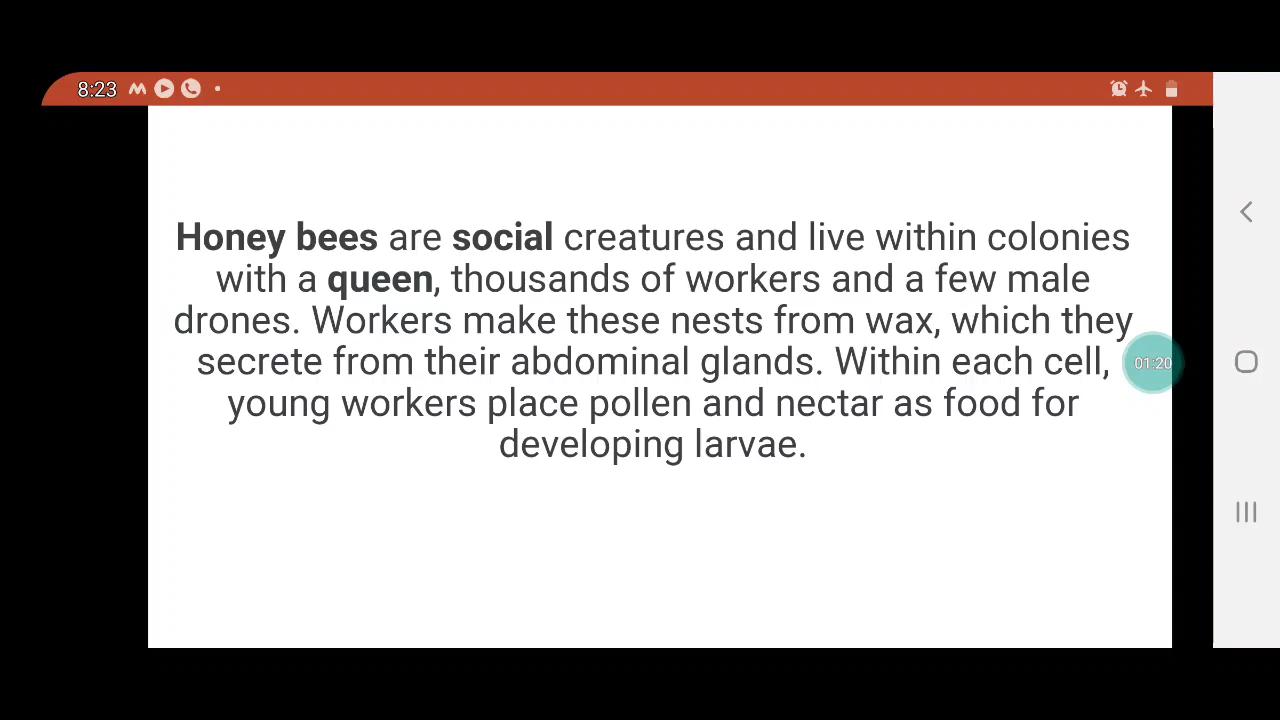 8:23
Honey bees are social creatures and live within colonies
with a queen, thousands of workers and a few male
drones. Workers make these nests from wax, which they
secrete from their abdominal glands. Within each cell,
01:20
young workers place pollen and nectar as food for
developing larvae.